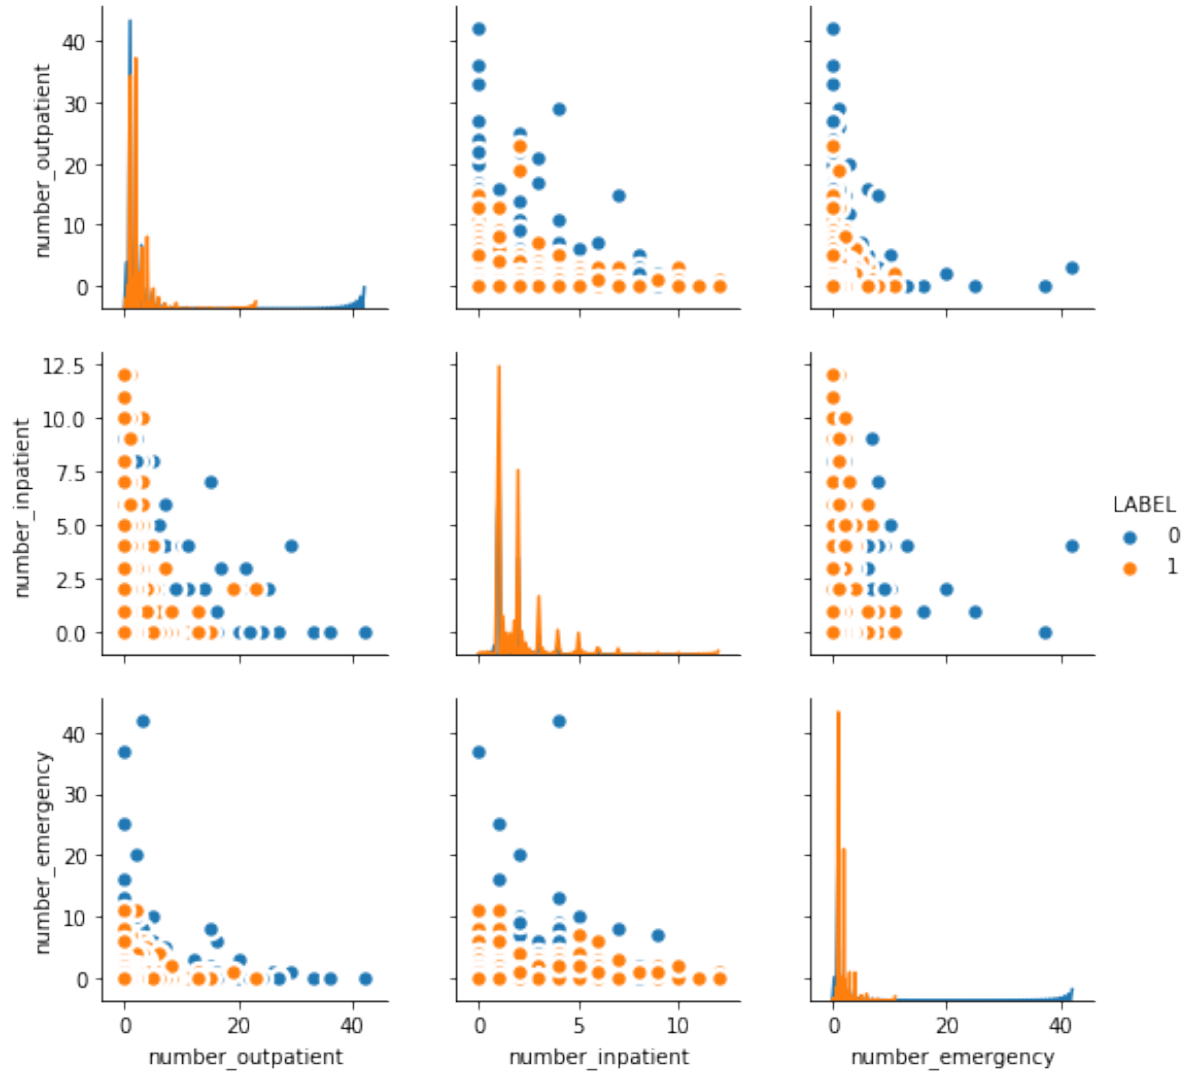 number_outpatient
40
30
20
10
0
number_inpatient
12.5
10.0
7.5
5.0
2.5
0.0
LABEL
0
1
number_emergency
40
30
20
10
0
0 20 40
0 5 10
0 20 40
number_outpatient
number_inpatient
number_emergency